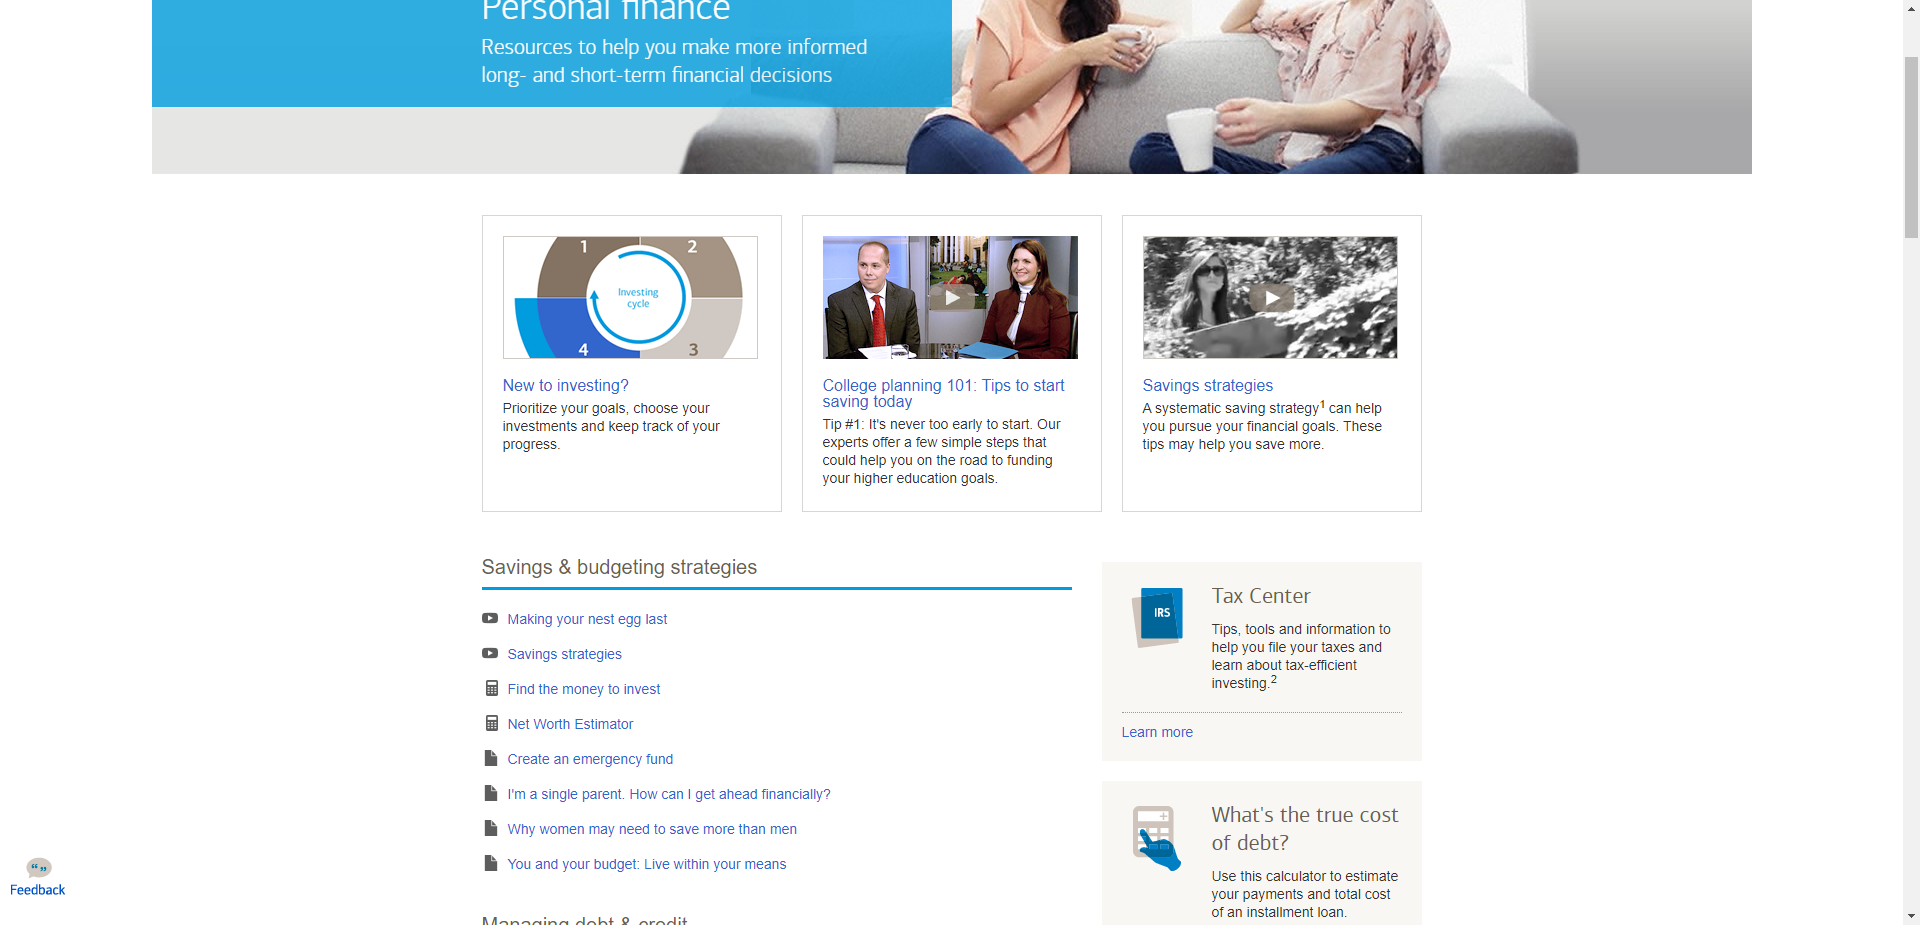 Personal finance
Resources to help you make more informed
long- and short-term financial decisions
1
2
Investing
cycle
4
3
New to investing?
Prioritize your goals, choose your
investments and keep track of your
progress.
College planning 101: Tips to start
saving today
Tip #1: It's never too early to start. Our
experts offer a few simple steps that
could help you on the road to funding
your higher education goals.
Savings strategies
A systematic saving strategy1 can help
you pursue your financial goals. These
tips may help you save more.
Savings & budgeting strategies
Making your nest egg last
Savings strategies
Find the money to invest
Net Worth Estimator
Create an emergency fund
I'm a single parent. How can I get ahead financially?
Why women may need to save more than men
You and your budget: Live within your means
Managing debt & credit
IRS
Tax Center
Tips, tools and information to
help you file your taxes and
learn about tax-efficient
investing.2
Learn more
What's the true cost
of debt?
Use this calculator to estimate
your payments and total cost
of an installment loan.
Feedback